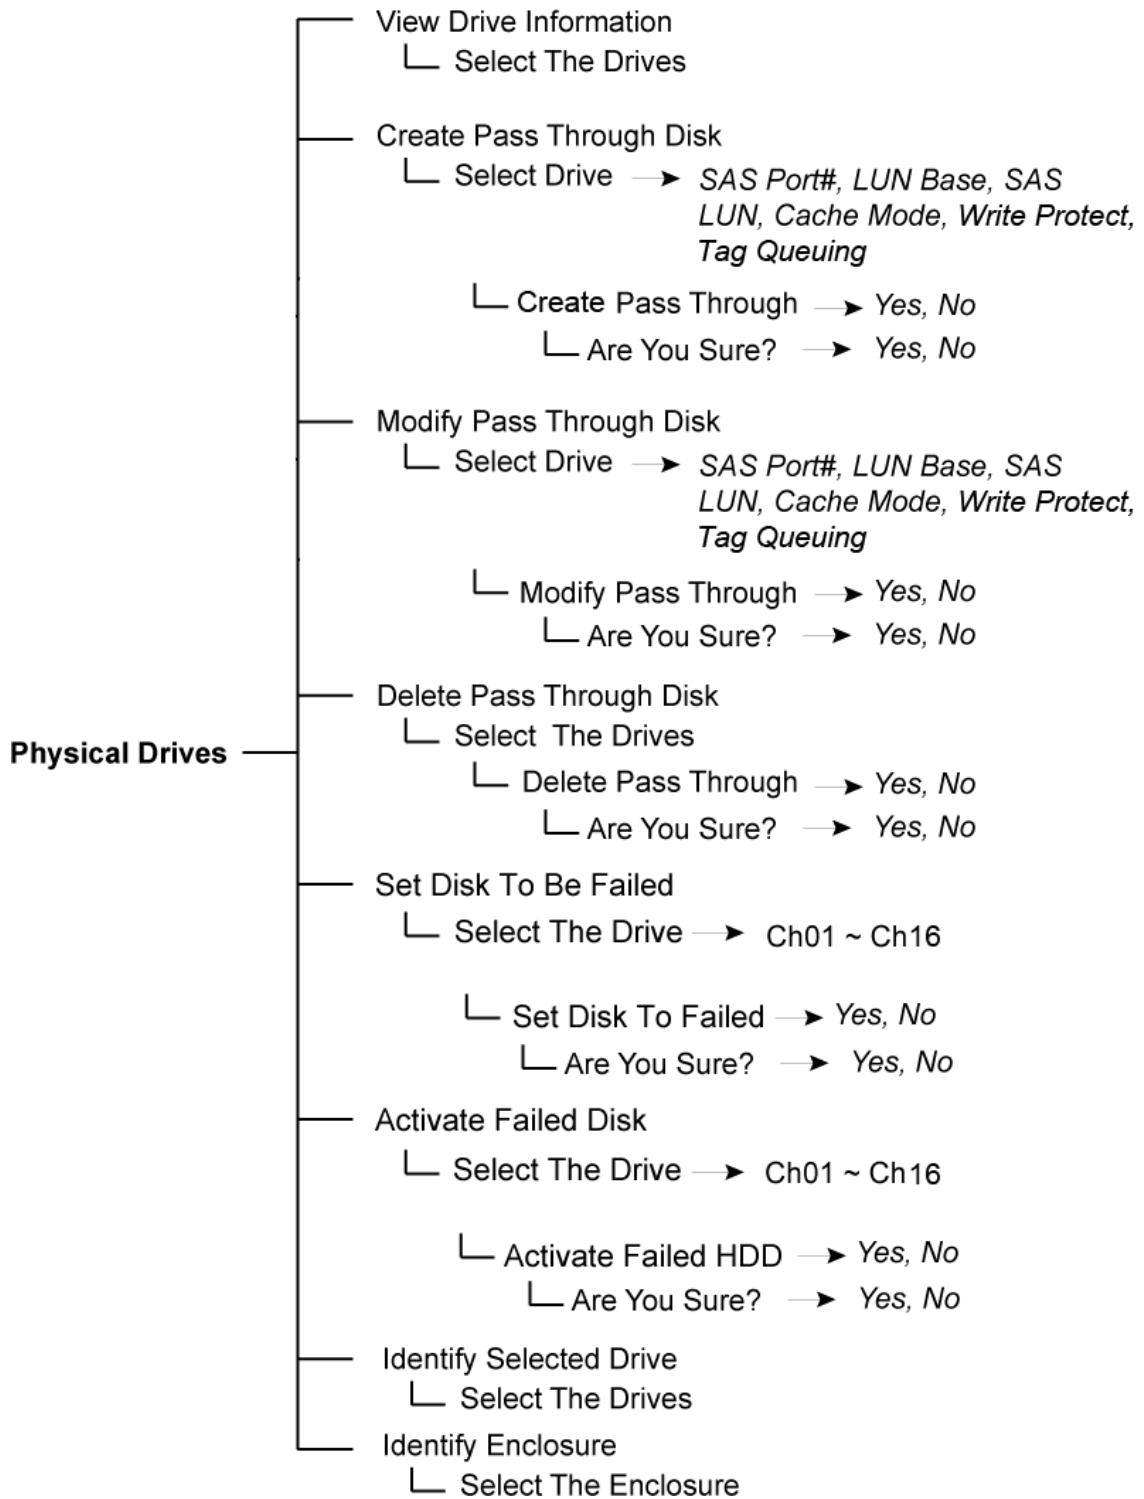 View Drive Information
Select The Drives
Create Pass Through Disk
Select Drive
SAS Port#, LUN Base, SAS
LUN, Cache Mode, Write Protect,
Tag Queuing
Create Pass Through
Yes, No
Are You Sure?
Yes, No
Modify Pass Through Disk
Select Drive
SAS Port#, LUN Base, SAS
LUN, Cache Mode, Write Protect,
Tag Queuing
Modify Pass Through
Yes, No
Are You Sure?
Yes, No
Delete Pass Through Disk
Select The Drives
Physical Drives
Delete Pass Through
Yes, No
Are You Sure?
Yes, No
Set Disk To Be Failed
Select The Drive
Ch01 ~ Ch16
Set Disk To Failed
Yes, No
Are You Sure?
Yes, No
Activate Failed Disk
Select The Drive
Ch01 ~ Ch16
Activate Failed HDD
Yes, No
Are You Sure?
Yes, No
Identify Selected Drive
Select The Drives
Identify Enclosure
Select The Enclosure